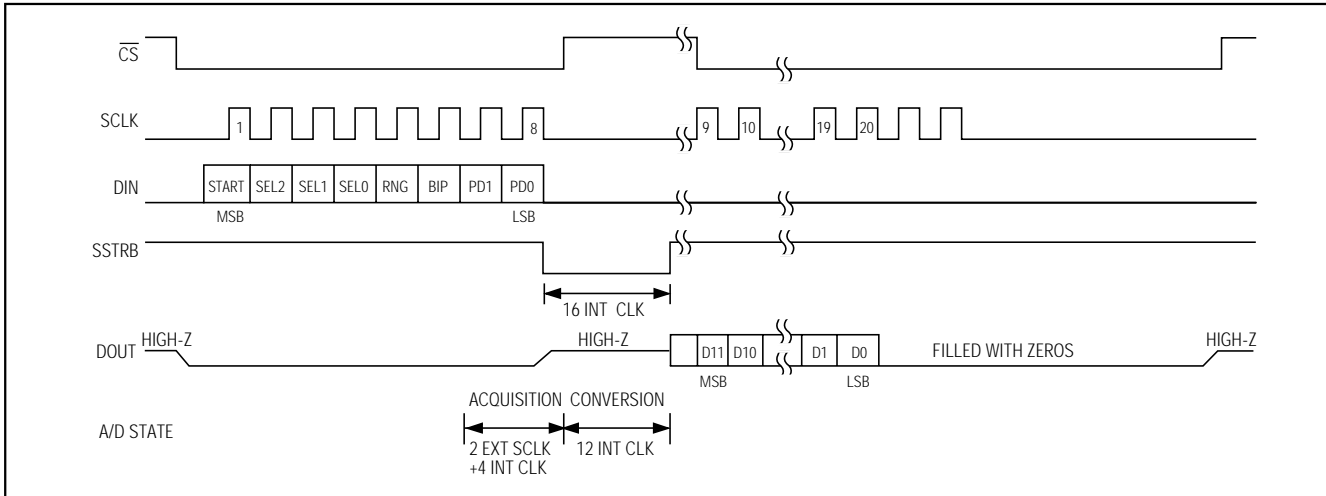 CS
SCLK
1
8
9
10
19
20
DIN
START SEL2 SEL1 SEL0 RNG BIP PD1 PD0
MSB
LSB
SSTRB
16 INT CLK
DOUT
HIGH-Z
HIGH-Z
D11 D10 D1 D0
FILLED WITH ZEROS
HIGH-Z
MSB
LSB
ACQUISITION CONVERSION
A/D STATE
2 EXT SCLK
+4 INT CLK
12 INT CLK